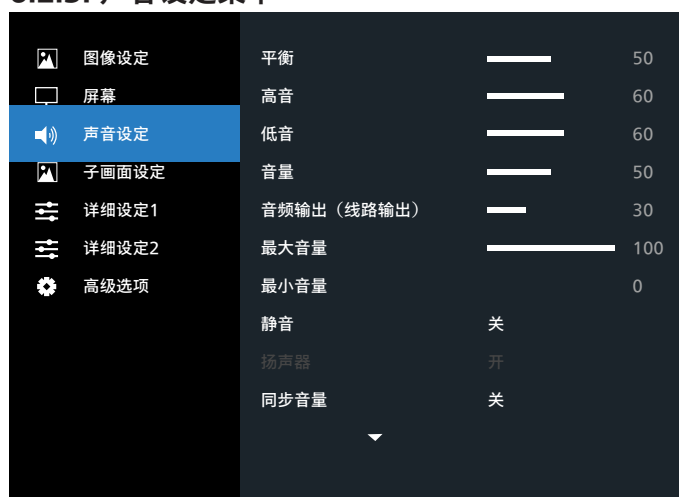 图像设定
屏幕
声音设定
子画面设定
详细设定1
详细设定2
高级选项
平衡 50
高音 60
低音 60
音量 50
音频输出（线路输出） 30
最大音量 100
最小音量 0
静音 关
扬声器 开
同步音量 关